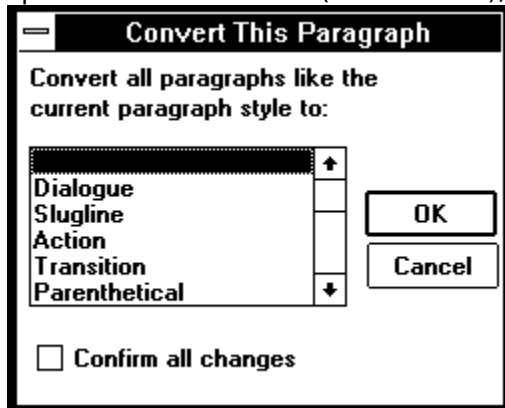 Convert This Paragraph
Convert all paragraphs like the
current paragraph style to:
Dialogue
Slugline
Action
Transition
Parenthetical
OK
Cancel
Confirm all changes